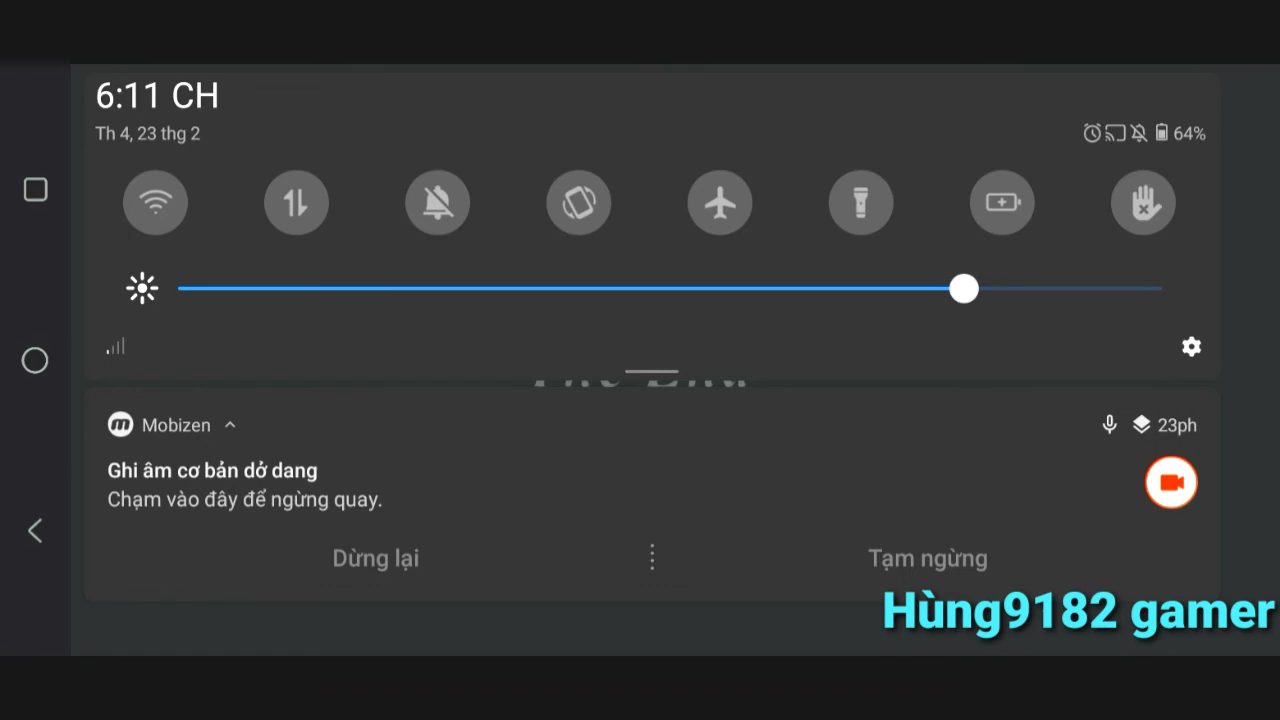 6:11 CH
Th 4, 23 thg 2
64%
Mobizen
23ph
Ghi âm cơ bản dở dang
Chạm vào đây để ngừng quay.
Dừng lại
Tạm ngừng
Hùng9182 gamer